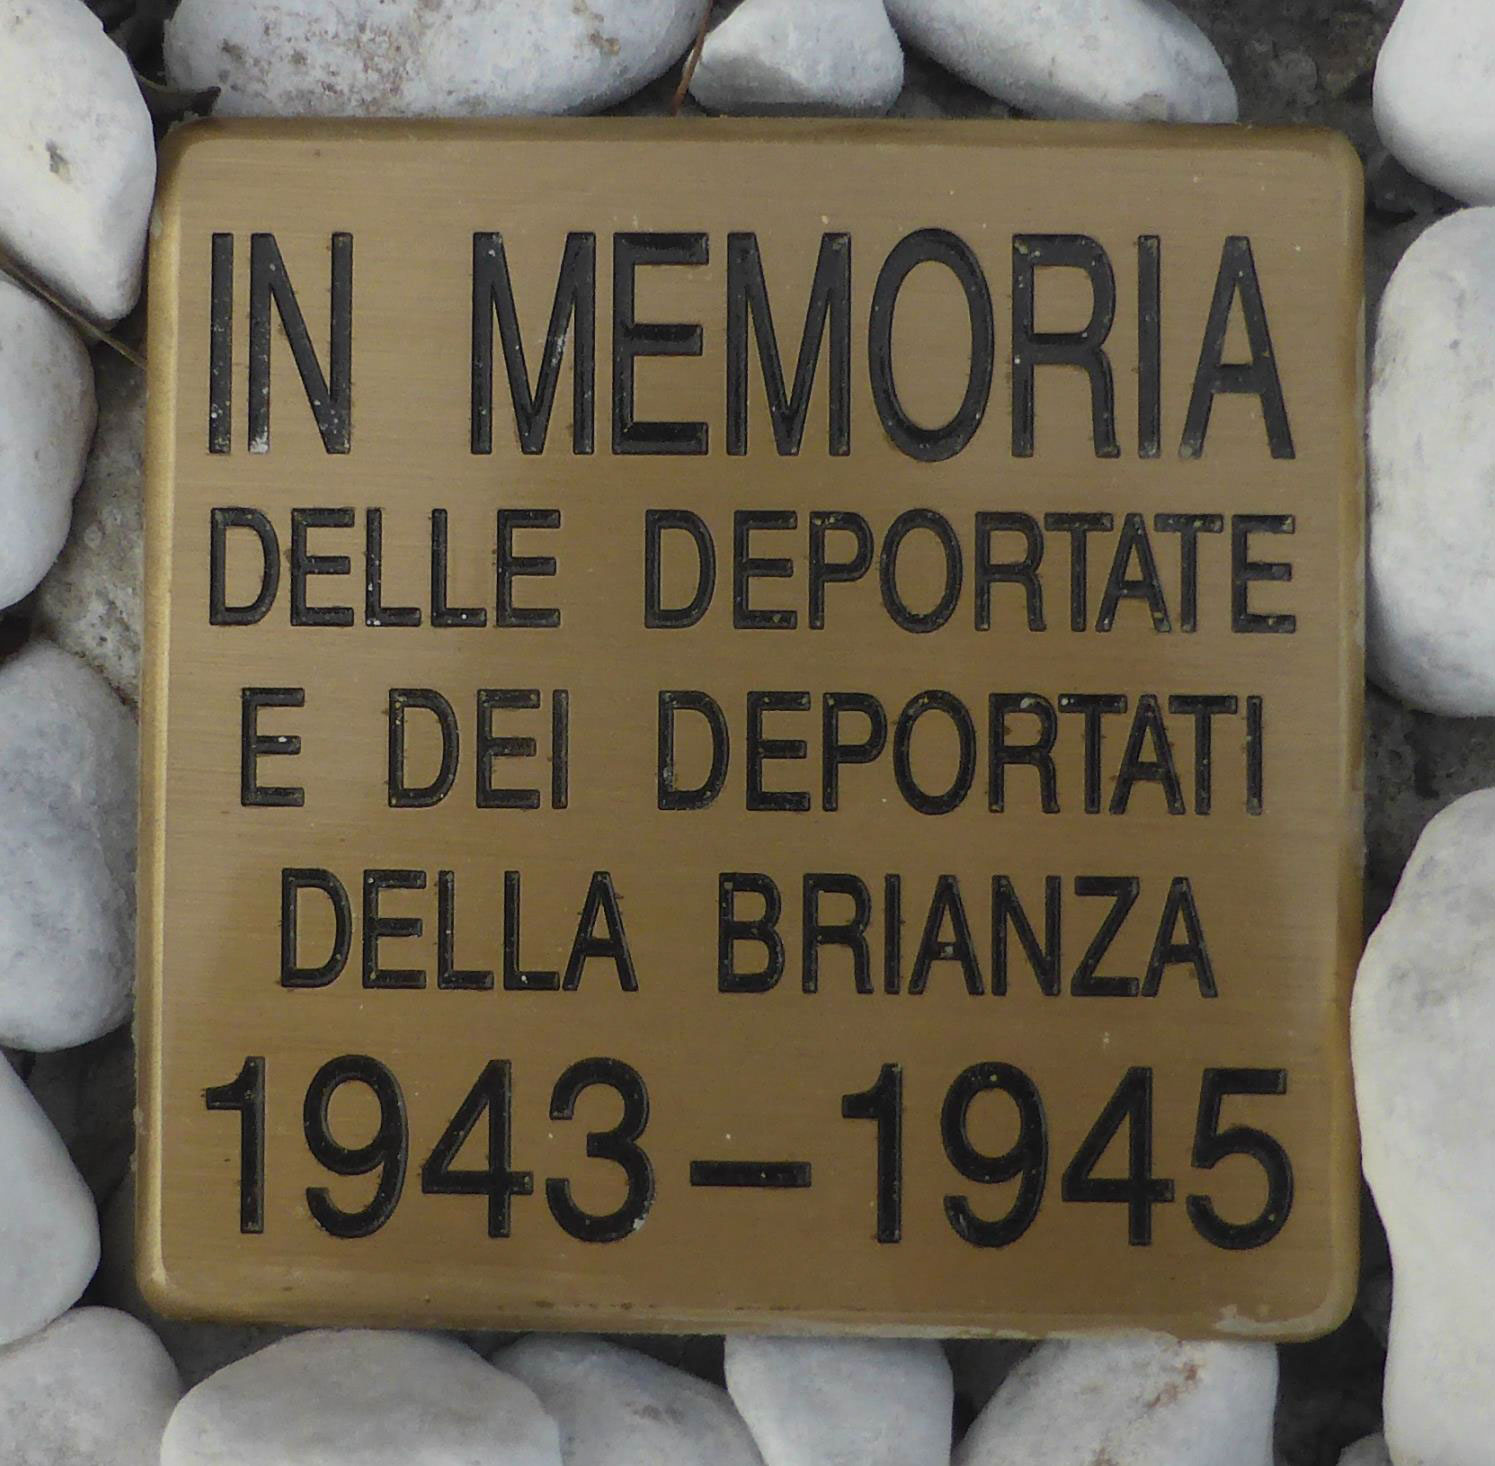 IN MEMORIA
DELLE DEPORTATE
E DEI DEPORTATI
DELLA BRIANZA
1943–1945